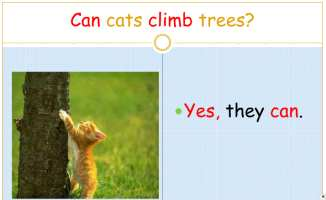 Can cats climb trees?
Yes, they can.